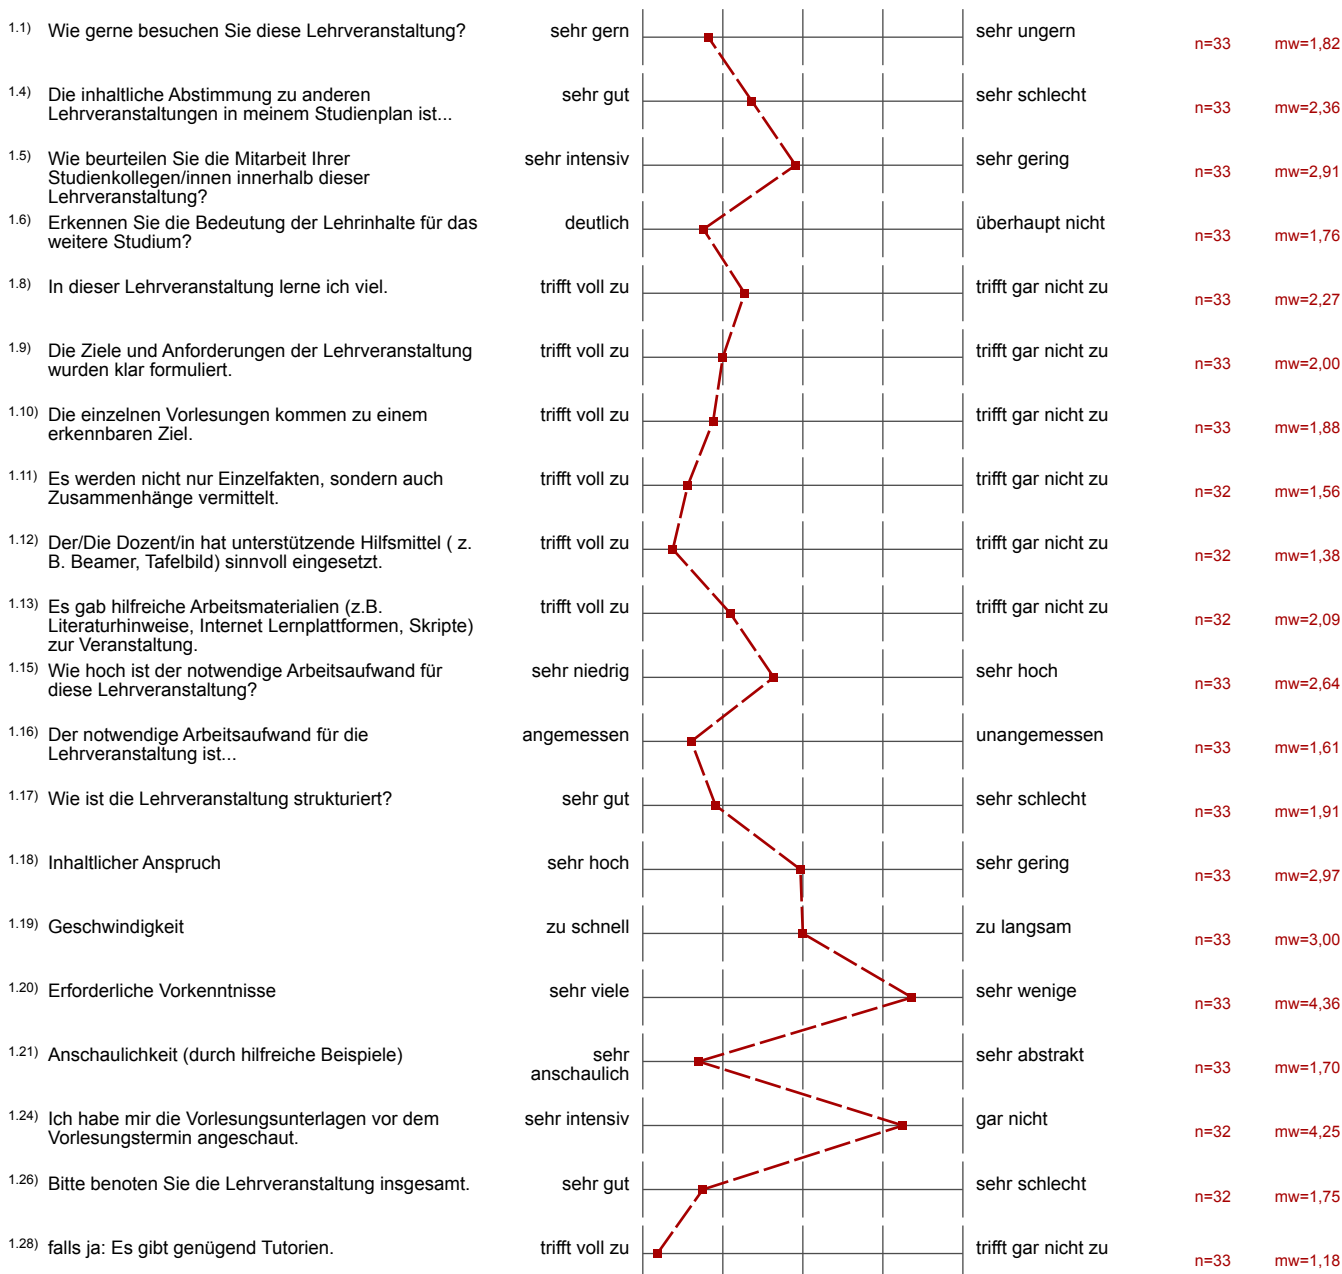 1.1) Wie gerne besuchen Sie diese Lehrveranstaltung? sehr gern sehr ungern n=33 mw=1,82
1.4) Die inhaltliche Abstimmung zu anderen
Lehrveranstaltungen in meinem Studienplan ist... sehr gut sehr schlecht n=33 mw=2,36
1.5) Wie beurteilen Sie die Mitarbeit Ihrer
Studienkollegen/innen innerhalb dieser
Lehrveranstaltung? sehr intensiv sehr gering n=33 mw=2,91
1.6) Erkennen Sie die Bedeutung der Lehrinhalte für das
weitere Studium? deutlich überhaupt nicht n=33 mw=1,76
1.8) In dieser Lehrveranstaltung lerne ich viel. trifft voll zu trifft gar nicht zu n=33 mw=2,27
1.9) Die Ziele und Anforderungen der Lehrveranstaltung
wurden klar formuliert. trifft voll zu trifft gar nicht zu n=33 mw=2,00
1.10) Die einzelnen Vorlesungen kommen zu einem
erkennbaren Ziel. trifft voll zu trifft gar nicht zu n=33 mw=1,88
1.11) Es werden nicht nur Einzelfakten, sondern auch
Zusammenhänge vermittelt. trifft voll zu trifft gar nicht zu n=32 mw=1,56
1.12) Der/Die Dozent/in hat unterstützende Hilfsmittel ( z.
B. Beamer, Tafelbild) sinnvoll eingesetzt. trifft voll zu trifft gar nicht zu n=32 mw=1,38
1.13) Es gab hilfreiche Arbeitsmaterialien (z.B.
Literaturhinweise, Internet Lernplattformen, Skripte)
zur Veranstaltung. trifft voll zu trifft gar nicht zu n=32 mw=2,09
1.15) Wie hoch ist der notwendige Arbeitsaufwand für
diese Lehrveranstaltung? sehr niedrig sehr hoch n=33 mw=2,64
1.16) Der notwendige Arbeitsaufwand für die
Lehrveranstaltung ist... angemessen unangemessen n=33 mw=1,61
1.17) Wie ist die Lehrveranstaltung strukturiert? sehr gut sehr schlecht n=33 mw=1,91
1.18) Inhaltlicher Anspruch sehr hoch sehr gering n=33 mw=2,97
1.19) Geschwindigkeit zu schnell zu langsam n=33 mw=3,00
1.20) Erforderliche Vorkenntnisse sehr viele sehr wenige n=33 mw=4,36
1.21) Anschaulichkeit (durch hilfreiche Beispiele) sehr
anschaulich sehr abstrakt n=33 mw=1,70
1.24) Ich habe mir die Vorlesungsunterlagen vor dem
Vorlesungstermin angeschaut. sehr intensiv gar nicht n=32 mw=4,25
1.26) Bitte benoten Sie die Lehrveranstaltung insgesamt. sehr gut sehr schlecht n=32 mw=1,75
1.28) falls ja: Es gibt genügend Tutorien. trifft voll zu trifft gar nicht zu n=33 mw=1,18